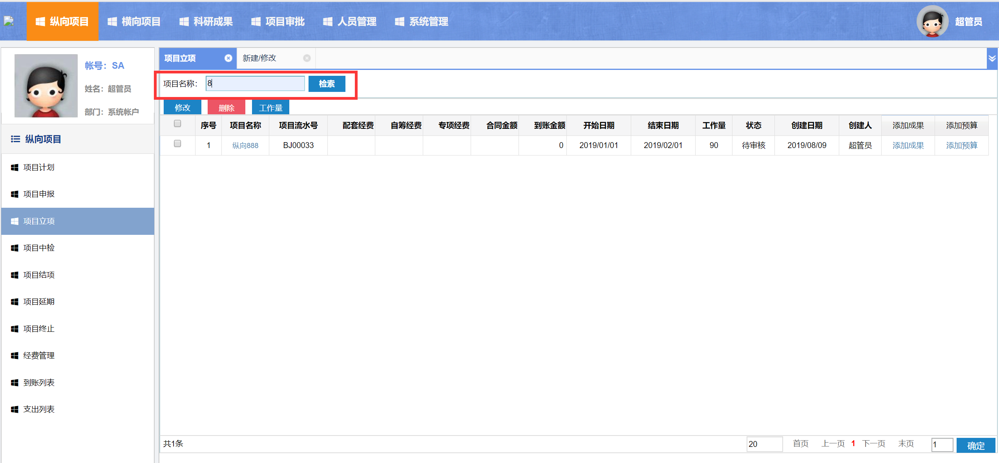 纵向项目 横向项目 科研成果 项目审批 人员管理 系统管理 超管员
帐号：SA
姓名：超管员
部门：系统帐户
纵向项目
项目计划
项目申报
项目立项
项目中检
项目结项
项目延期
项目终止
经费管理
到账列表
支出列表
项目立项 新建/修改
项目名称： 8 检索
修改 删除 工作量
序号 项目名称 项目流水号 配套经费 自筹经费 专项经费 合同金额 到账金额 开始日期 结束日期 工作量 状态 创建日期 创建人 添加成果 添加预算
1 纵向888 BJ00033 0 2019/01/01 2019/02/01 90 待审核 2019/08/09 超管员 添加成果 添加预算
共1条 20 首页 上一页 1 下一页 末页 1 确定